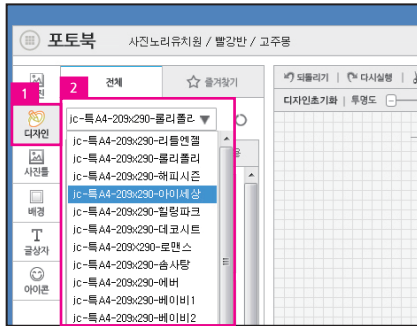 포토북 사진노리유치원 / 빨강반 / 고주몽
1 2 전체 즐겨찾기 되돌리기 | 다시실행 |
디자인초기화 | 투명도
디자인
사진틀
배경
T
글상자
아이콘
jc-특A4-209x290-롤리폴리
jc-특A4-209x290-리틀엔젤
jc-특A4-209x290-롤리폴리
jc-특A4-209x290-해피시즌
jc-특A4-209x290-아이세상
jc-특A4-209x290-힐링파크
jc-특A4-209x290-데코시트
jc-특A4-209X290-로맨스
jc-특A4-209x290-솜사탕
jc-특A4-209x290-에버
jc-특A4-209x290-베이비1
jc-특A4-209x290-베이비2